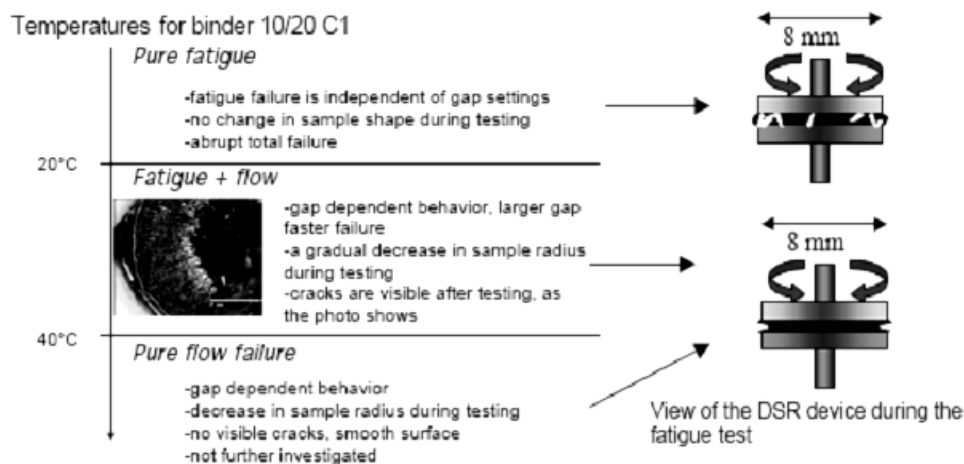 Temperatures for binder 10/20 C1
Pure fatigue
-fatigue failure is independent of gap settings
-no change in sample shape during testing
-abrupt total failure
20°C
Fatigue + flow
-gap dependent behavior, larger gap
faster failure
-a gradual decrease in sample radius
during testing
-cracks are visible after testing, as
the photo shows
40°C
Pure flow failure
-gap dependent behavior
-decrease in sample radius during testing
-no visible cracks, smooth surface
-not further investigated
8 mm
8 mm
View of the DSR device during the
fatigue test